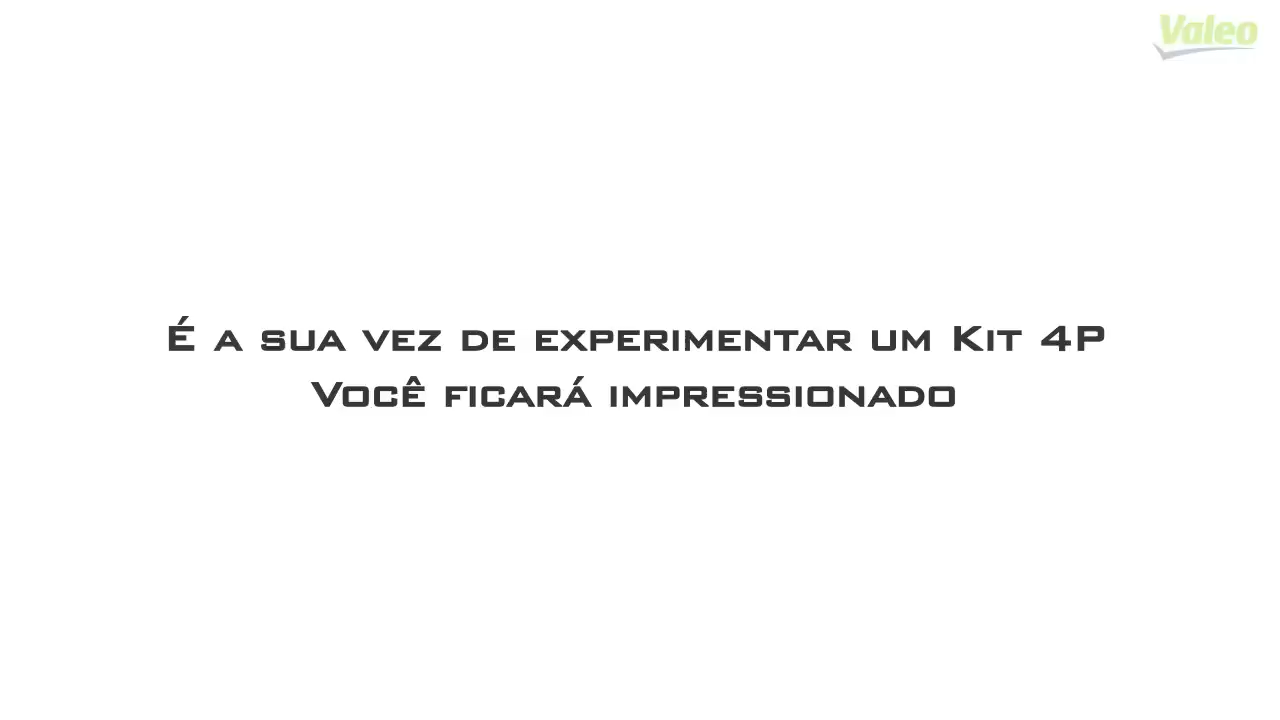 Valeo
É a sua vez de experimentar um Kit 4P
Você ficará impressionado